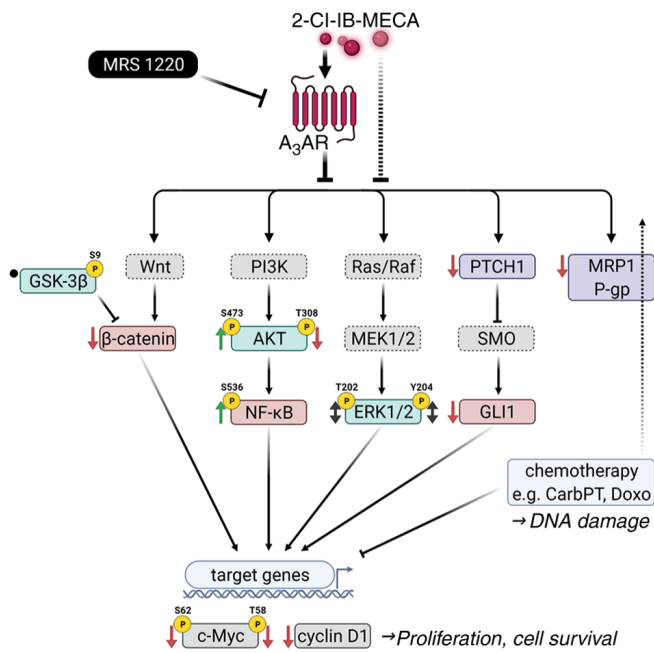 2-Cl-IB-MECA
MRS 1220
A3AR
S9
P
GSK-3β
Wnt
PI3K
Ras/Raf
PTCH1
MRP1
P-gp
S473
P
T308
P
β-catenin
AKT
MEK1/2
SMO
S536
P
T202
P
Y204
P
NF-κB
ERK1/2
GLI1
chemotherapy
e.g. CarbPT, Doxo
→ DNA damage
target genes
S62
P
T58
P
c-Myc
cyclin D1
→Proliferation, cell survival